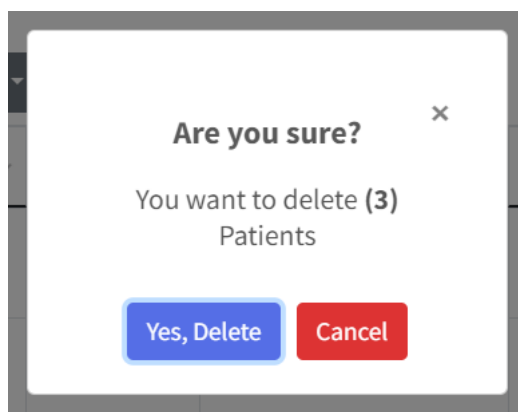 ×
Are you sure?
You want to delete (3)
Patients
Yes, Delete
Cancel